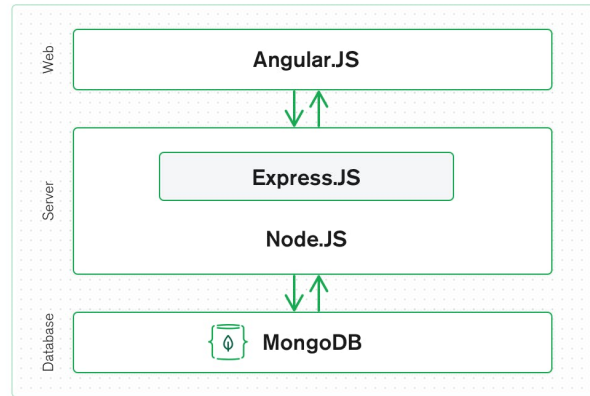 Web
Angular.JS
Server
Express.JS
Node.JS
Database
MongoDB